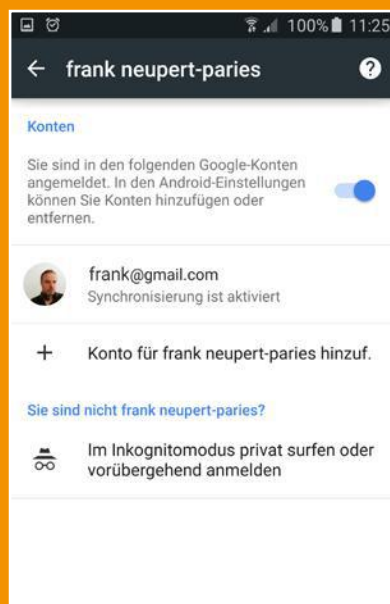 100% 11:25
frank neupert-paries
Konten
Sie sind in den folgenden Google-Konten
angemeldet. In den Android-Einstellungen
können Sie Konten hinzufügen oder
entfernen.
frank@gmail.com
Synchronisierung ist aktiviert
+ Konto für frank neupert-paries hinzuf.
Sie sind nicht frank neupert-paries?
Im Inkognitomodus privat surfen oder
vorübergehend anmelden